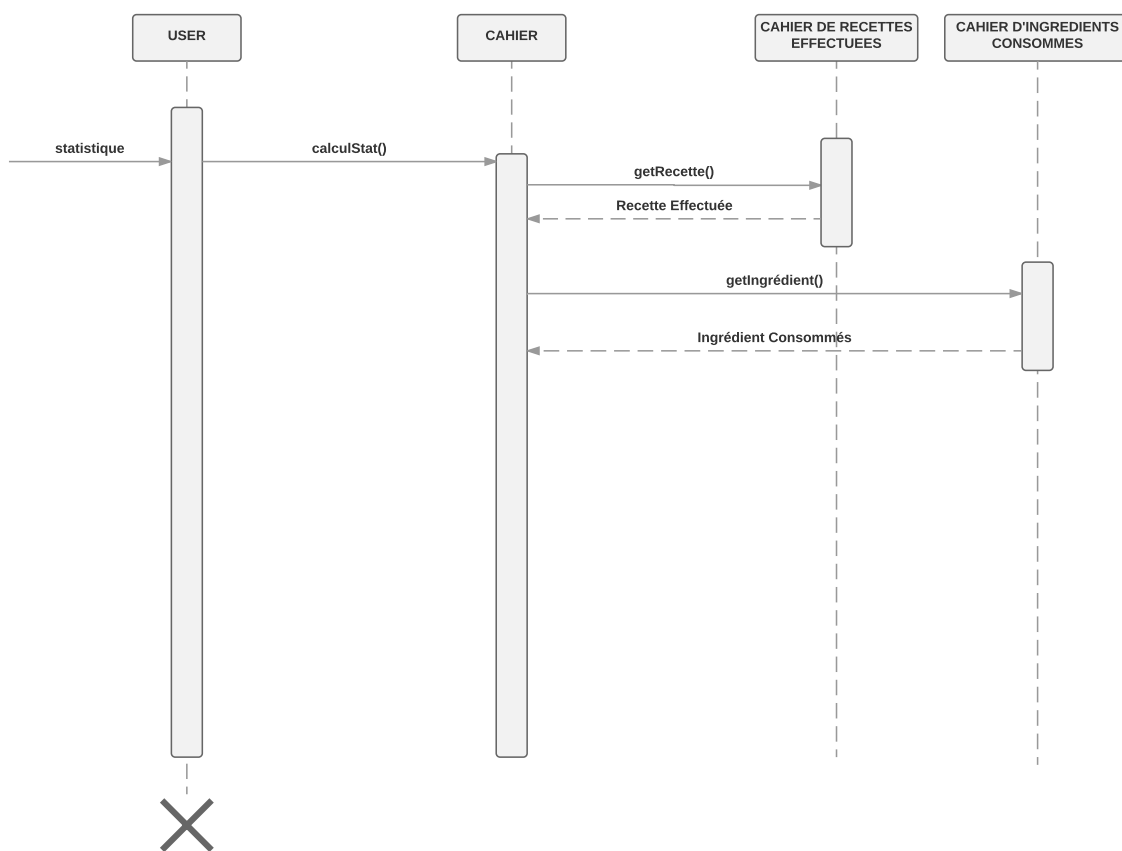 USER
CAHIER
CAHIER DE RECETTES
EFFECTUEES
CAHIER D'INGREDIENTS
CONSOMMES
statistique
calculStat()
getRecette()
Recette Effectuée
getIngrédient()
Ingrédient Consommés